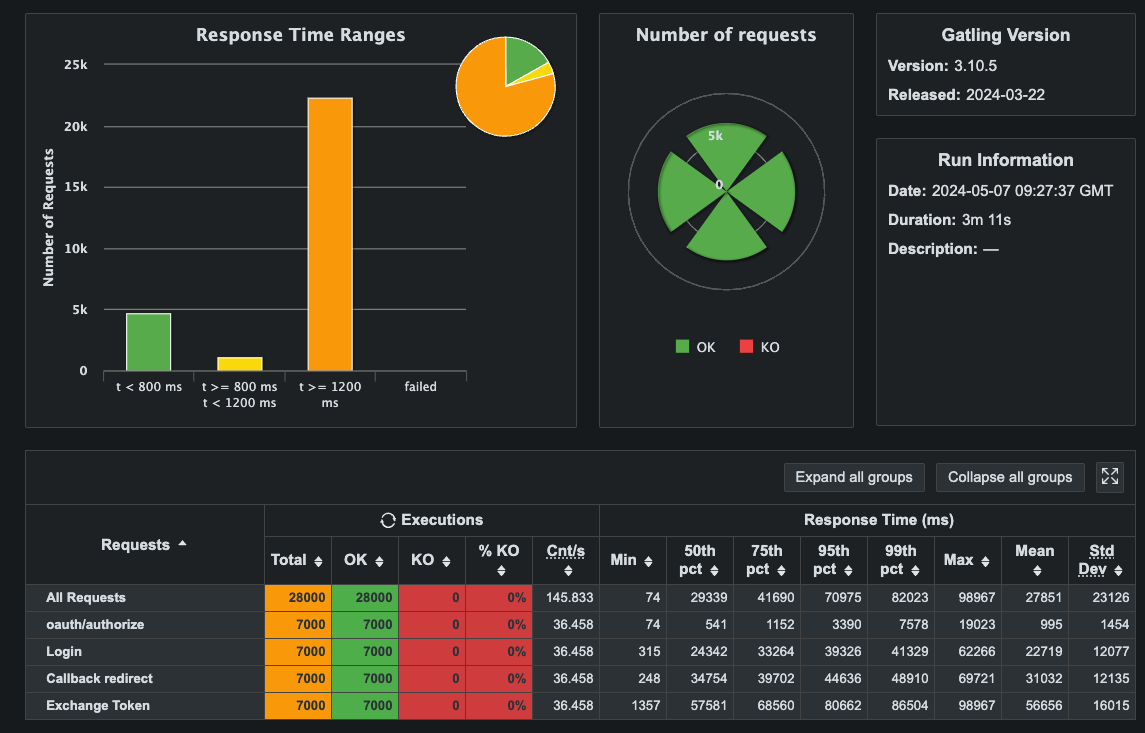 Response Time Ranges
25k
20k
15k
10k
5k
0
Number of Requests
t < 800 ms
t >= 800 ms
t < 1200 ms
t >= 1200
ms
failed
Number of requests
5k
0
OK
KO
Gatling Version
Version: 3.10.5
Released: 2024-03-22
Run Information
Date: 2024-05-07 09:27:37 GMT
Duration: 3m 11s
Description: —
Expand all groups
Collapse all groups
Requests
Executions
Response Time (ms)
Total
OK
KO
% KO
Cnt/s
Min
50th
pct
75th
pct
95th
pct
99th
pct
Max
Mean
Std
Dev
All Requests 28000 28000 0 0% 145.833 74 29339 41690 70975 82023 98967 27851 23126
oauth/authorize 7000 7000 0 0% 36.458 74 541 1152 3390 7578 19023 995 1454
Login 7000 7000 0 0% 36.458 315 24342 33264 39326 41329 62266 22719 12077
Callback redirect 7000 7000 0 0% 36.458 248 34754 39702 44636 48910 69721 31032 12135
Exchange Token 7000 7000 0 0% 36.458 1357 57581 68560 80662 86504 98967 56656 16015